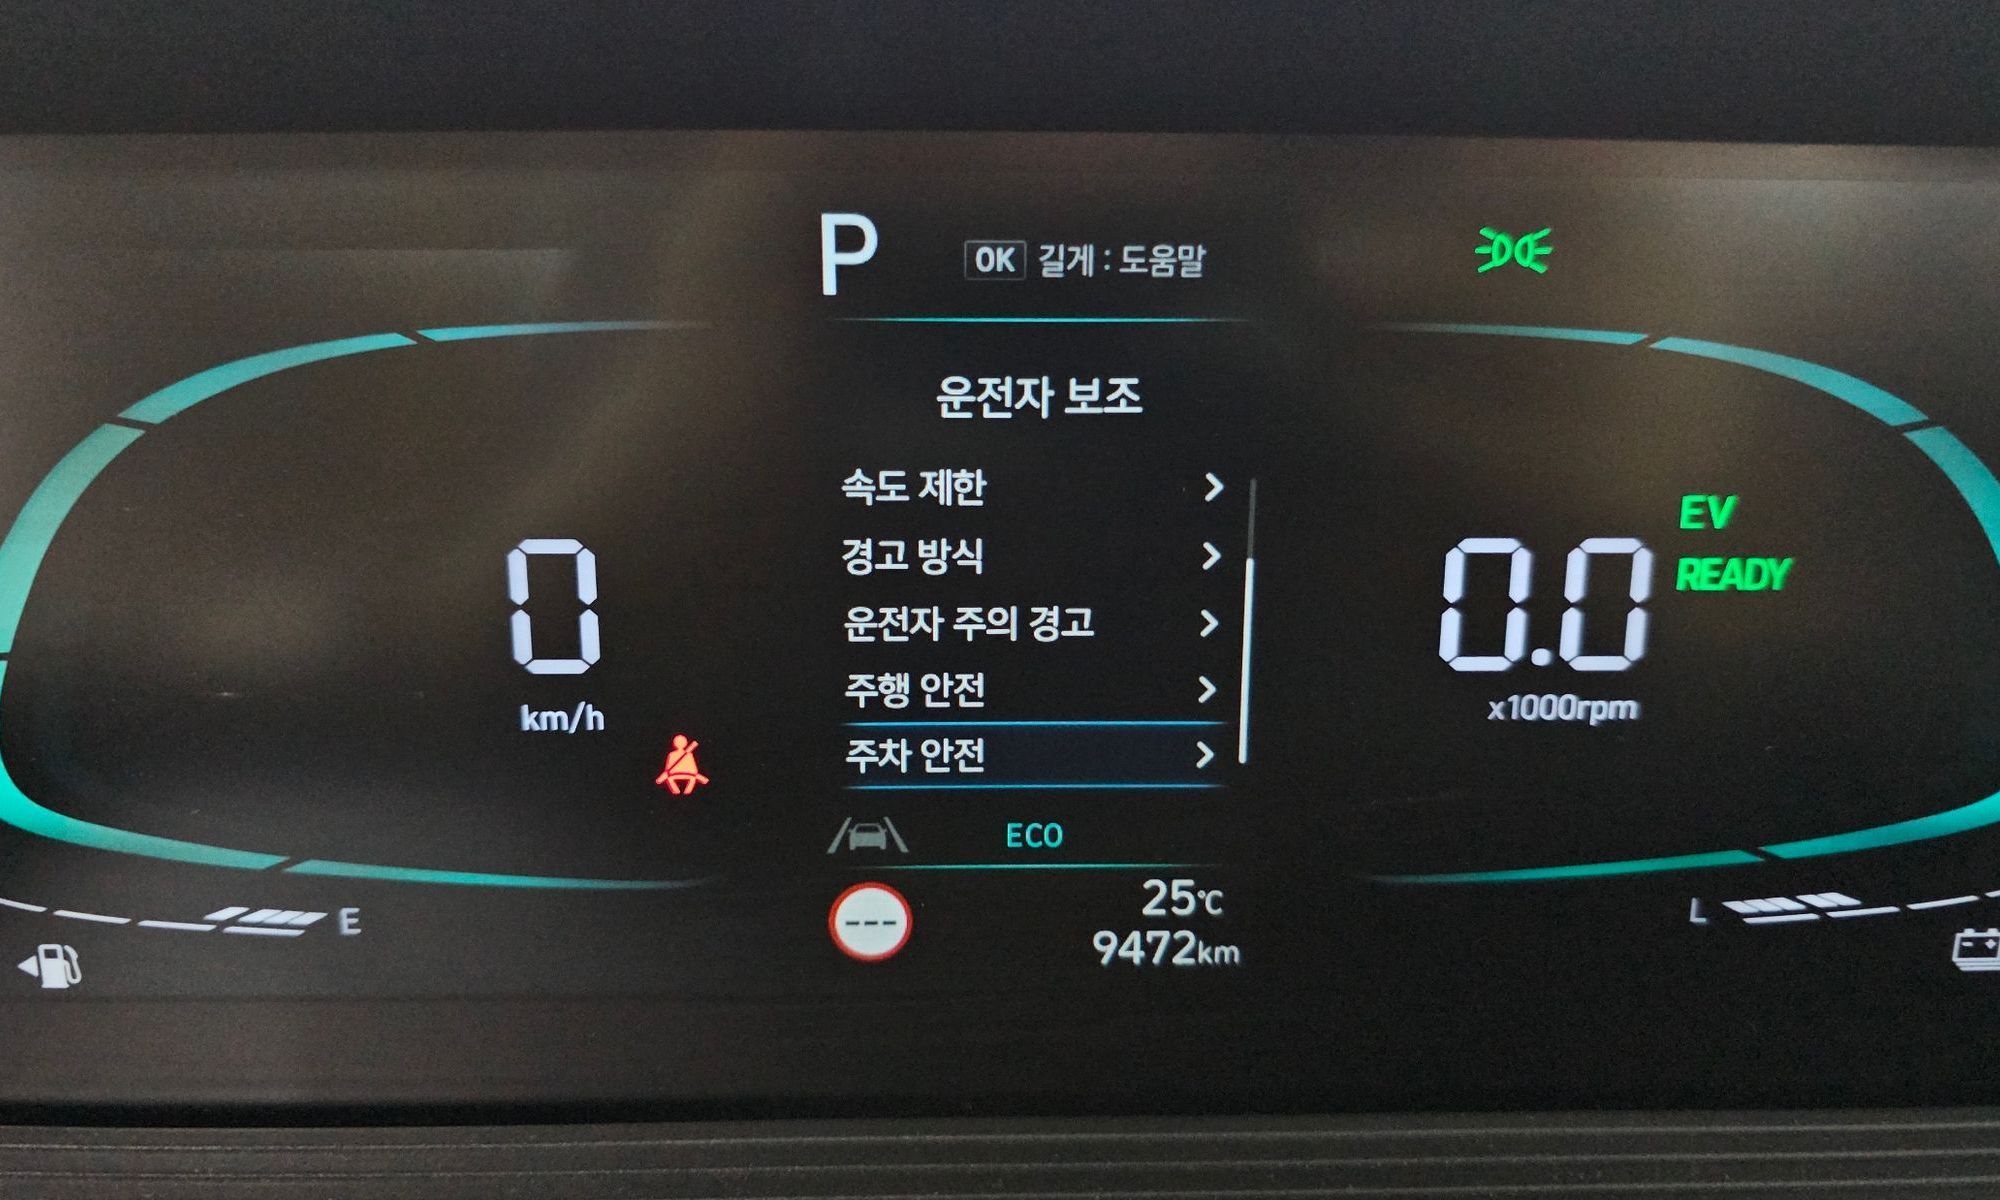 P
OK 길게 : 도움말
운전자 보조
속도 제한
경고 방식
운전자 주의 경고
주행 안전
주차 안전
0
km/h
EV
READY
0.0
x1000rpm
ECO
---
25℃
9472km
E
L